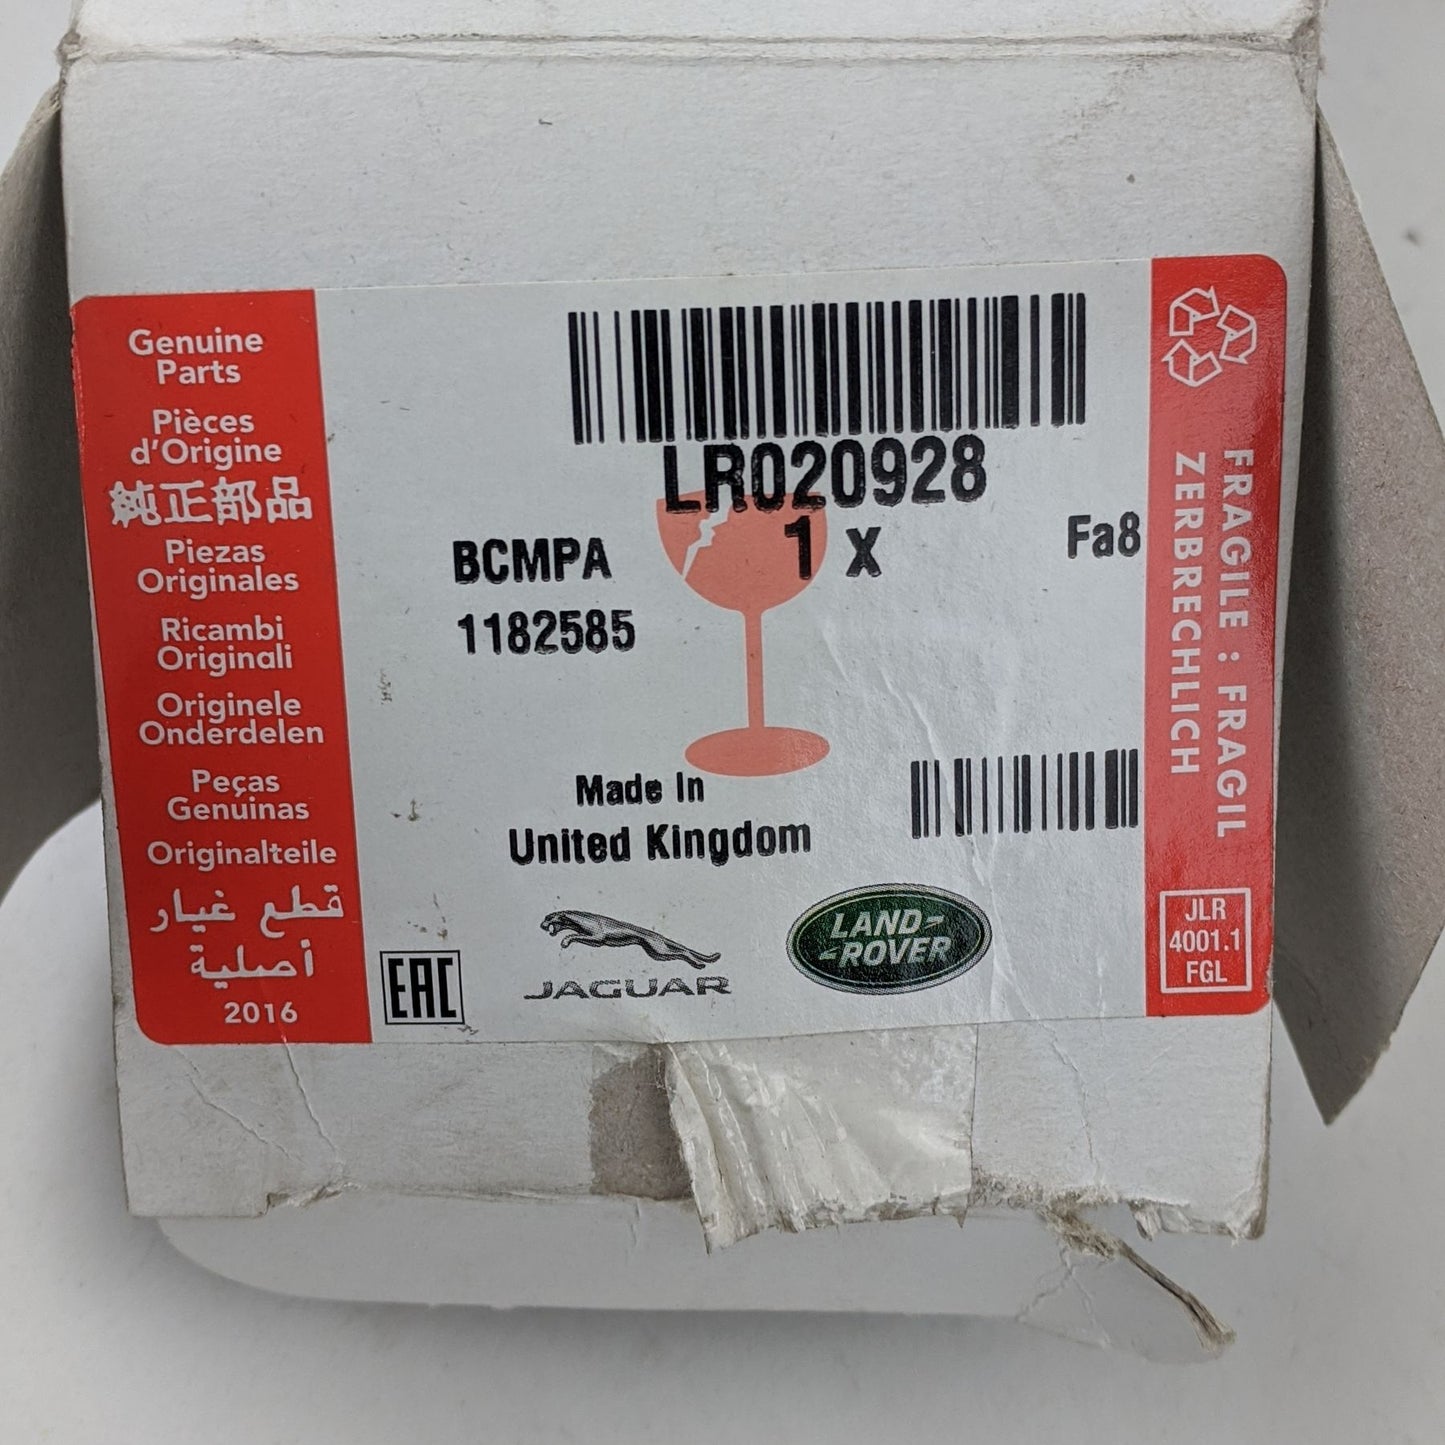 Genuine
Parts
Pièces
d'Origine
純正部品
Piezas
Originales
Ricambi
Originali
Originele
Onderdelen
Peças
Genuinas
Originalteile
قطع غيار
أصلية
2016
LR020928
BCMPA
1 X
Fa8
1182585
Made In
United Kingdom
EAC
JAGUAR
LAND-
-ROVER
FRAGILE : FRAGIL
ZERBRECHLICH
JLR
4001.1
FGL